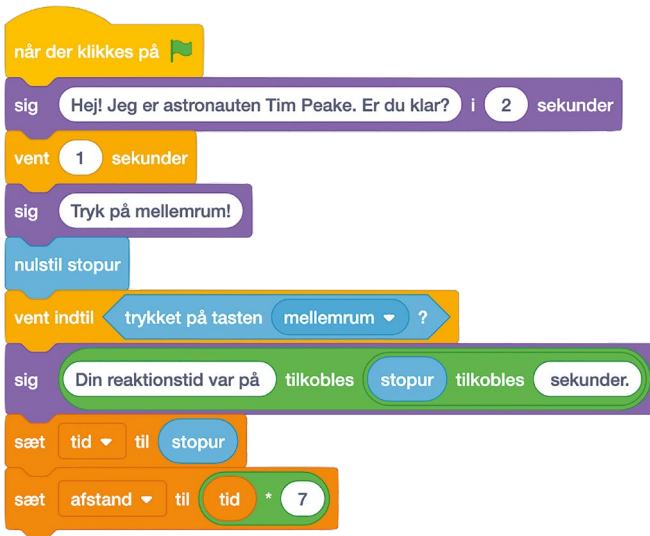 når der klikkes på
sig Hej! Jeg er astronauten Tim Peake. Er du klar? i 2 sekunder
vent 1 sekunder
sig Tryk på mellemrum!
nulstil stopur
vent indtil trykket på tasten mellemrum ?
sig Din reaktionstid var på tilkobles stopur tilkobles sekunder.
sæt tid til stopur
sæt afstand til tid * 7